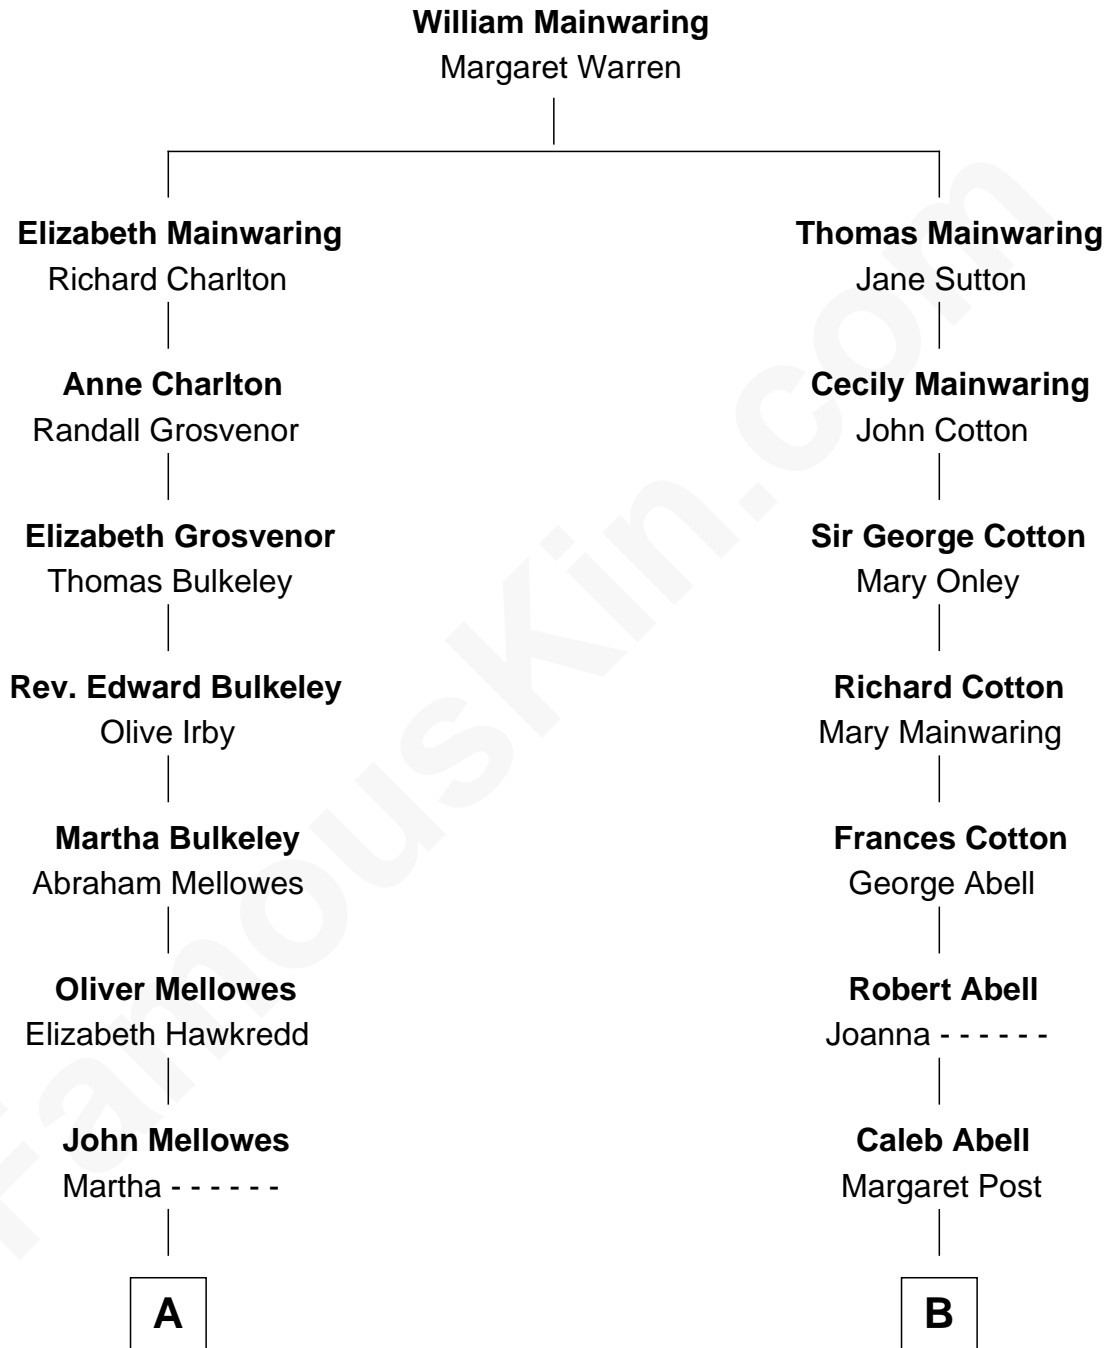 William Mainwaring
Margaret Warren
Elizabeth Mainwaring
Richard Charlton
Thomas Mainwaring
Jane Sutton
Anne Charlton
Randall Grosvenor
Cecily Mainwaring
John Cotton
Elizabeth Grosvenor
Thomas Bulkeley
Sir George Cotton
Mary Onley
Rev. Edward Bulkeley
Olive Irby
Richard Cotton
Mary Mainwaring
Martha Bulkeley
Abraham Mellowes
Frances Cotton
George Abell
Oliver Mellowes
Elizabeth Hawkredd
Robert Abell
Joanna - - - - - -
John Mellowes
Martha - - - - - -
Caleb Abell
Margaret Post
A
B
FamousKin.com